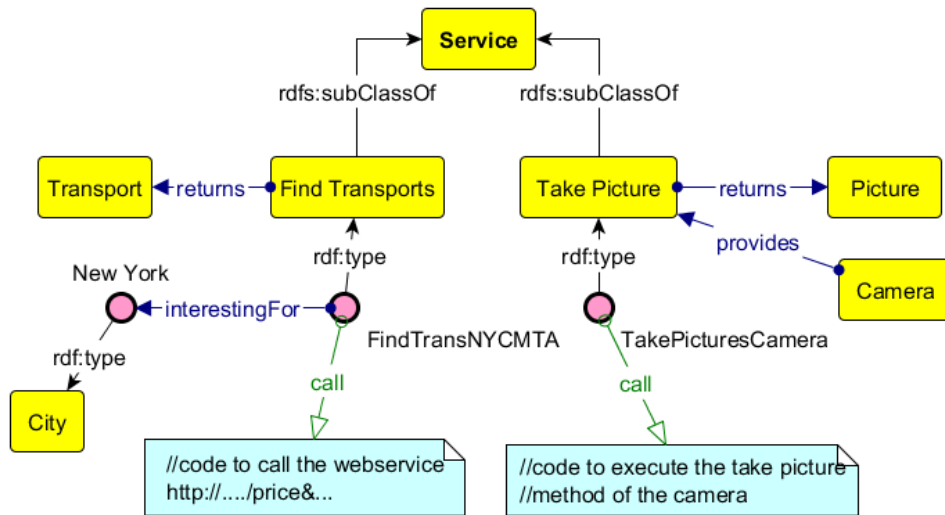 Service
rdfs:subClassOf
rdfs:subClassOf
Transport
returns
Find Transports
Take Picture
returns
Picture
provides
rdf:type
rdf:type
New York
Camera
interestingFor
FindTransNYCMTA
TakePicturesCamera
rdf:type
call
call
City
//code to call the webservice
http://..../price&...
//code to execute the take picture
//method of the camera